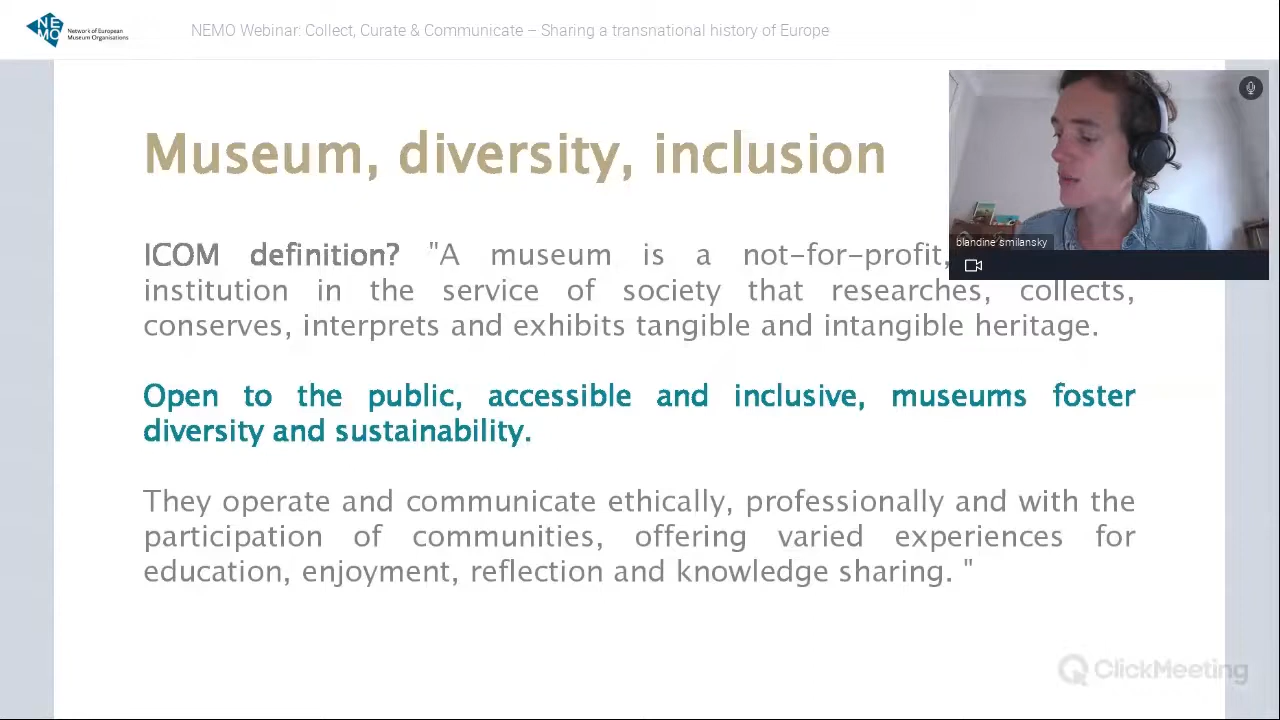 NEMO
Network of European
Museum Organisations
NEMO Webinar: Collect, Curate & Communicate – Sharing a transnational history of Europe
Museum, diversity, inclusion
blandine smilansky
ICOM definition? "A museum is a not-for-profit,
institution in the service of society that researches, collects,
conserves, interprets and exhibits tangible and intangible heritage.
Open to the public, accessible and inclusive, museums foster
diversity and sustainability.
They operate and communicate ethically, professionally and with the
participation of communities, offering varied experiences for
education, enjoyment, reflection and knowledge sharing. "
ClickMeeting